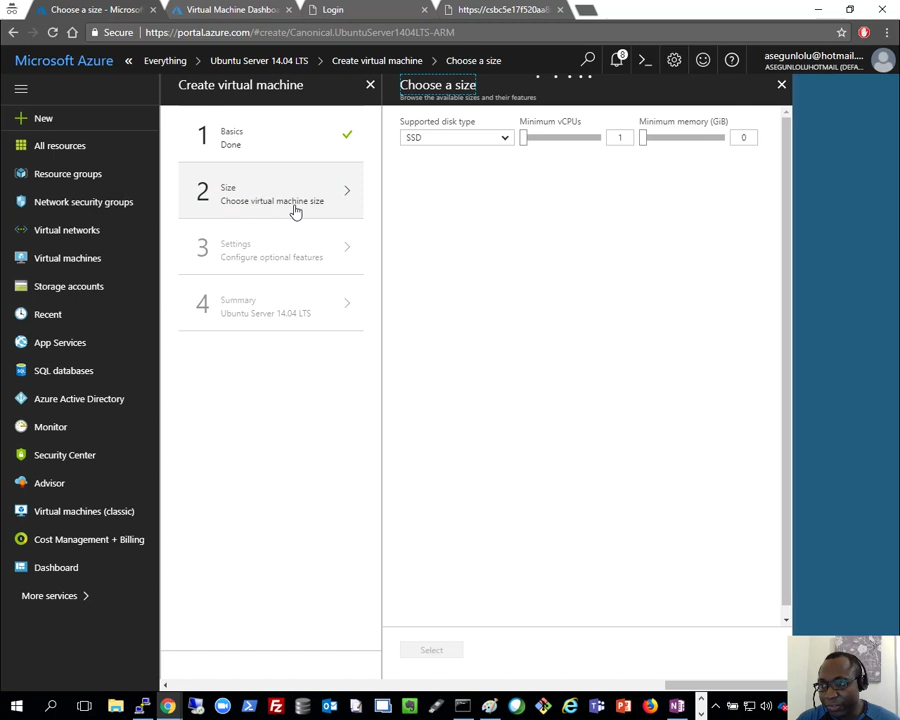 Choose a size - Microso
Virtual Machine Dashbo
Login
https://csbc5e17f520aa8
Secure
https://portal.azure.com/#create/Canonical.UbuntuServer1404LTS-ARM
Microsoft Azure
Everything
Ubuntu Server 14.04 LTS
Create virtual machine
Choose a size
8
asegunlolu@hotmail....
ASEGUNLOLUHOTMAIL (DEFA...
New
All resources
Resource groups
Network security groups
Virtual networks
Virtual machines
Storage accounts
Recent
App Services
SQL databases
Azure Active Directory
Monitor
Security Center
Advisor
Virtual machines (classic)
Cost Management + Billing
Dashboard
More services
Create virtual machine
1
Basics
Done
2
Size
Choose virtual machine size
3
Settings
Configure optional features
4
Summary
Ubuntu Server 14.04 LTS
Choose a size
Browse the available sizes and their features
Supported disk type
Minimum vCPUs
Minimum memory (GiB)
SSD
1
0
Select